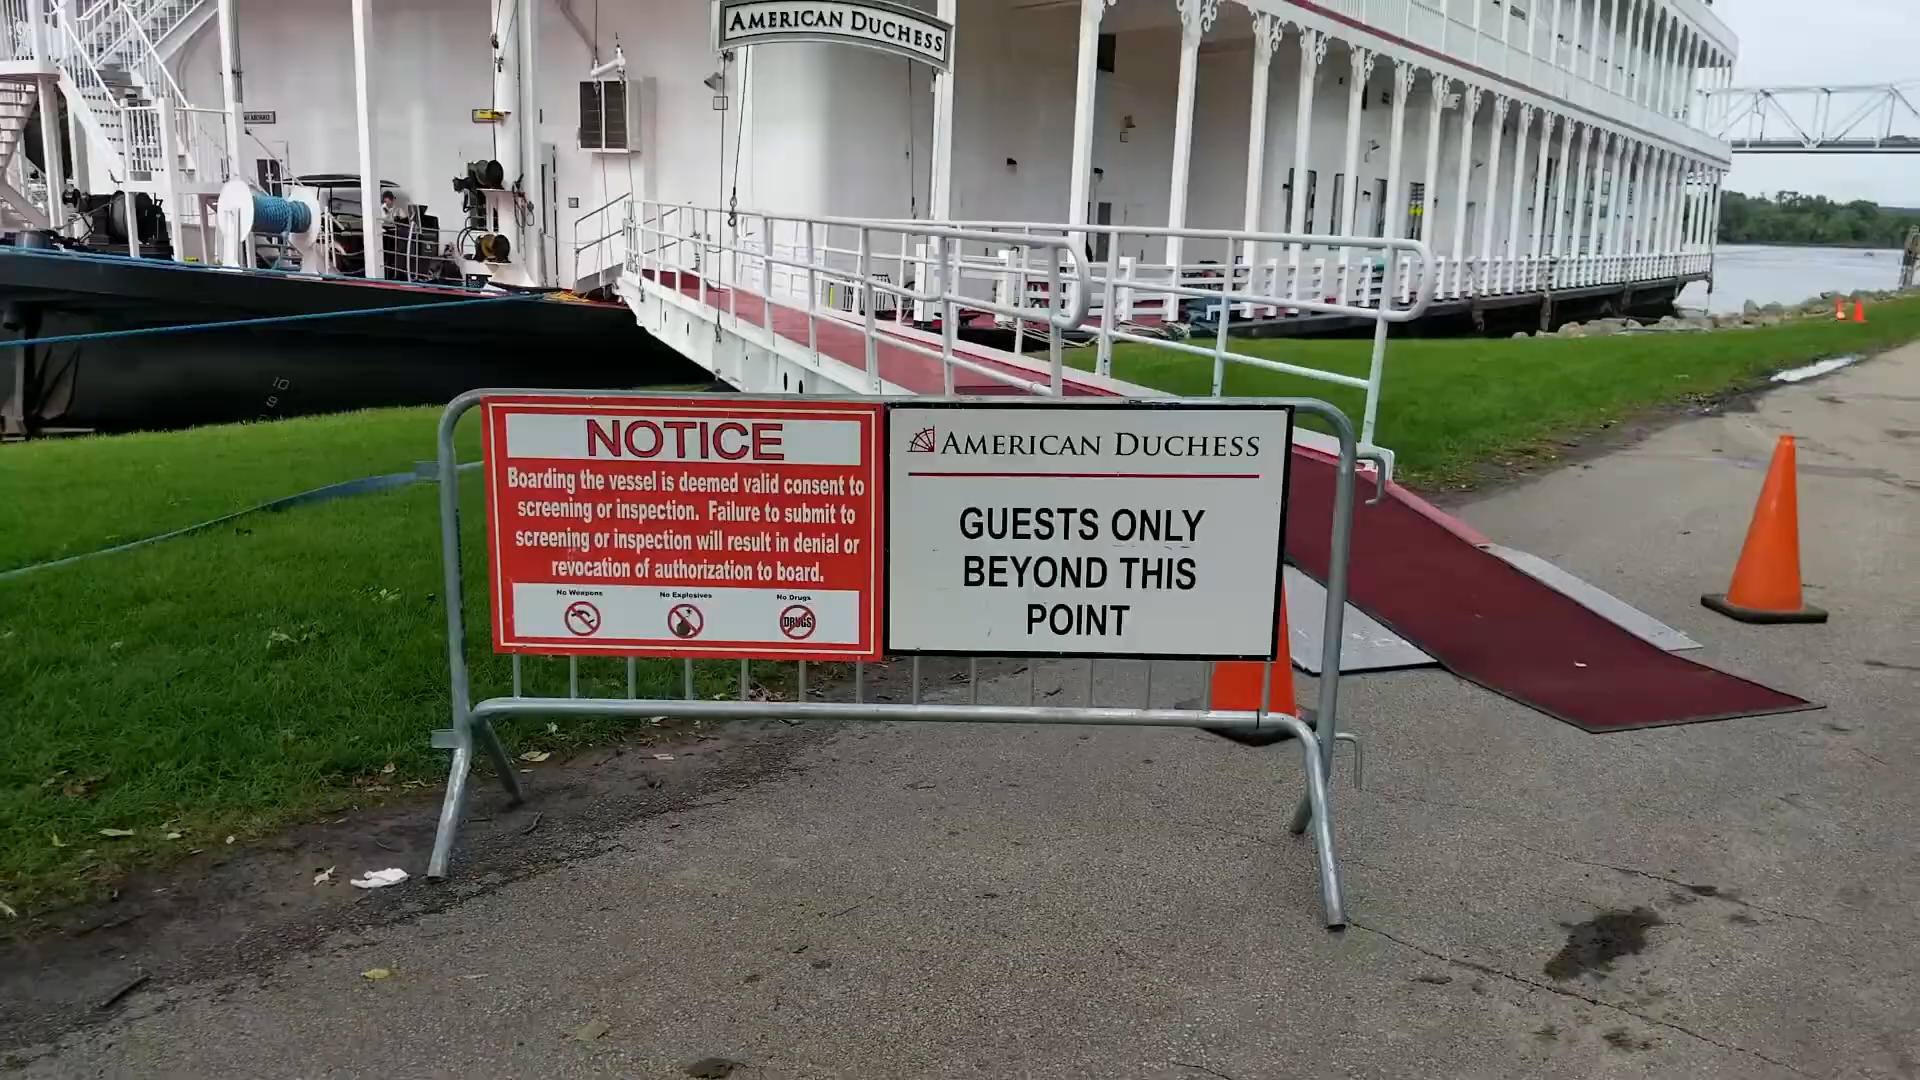 AMERICAN DUCHESS
10
9
NOTICE
Boarding the vessel is deemed valid consent to
screening or inspection. Failure to submit to
screening or inspection will result in denial or
revocation of authorization to board.
No Weapons
No Explosives
No Drugs
DRUGS
AMERICAN DUCHESS
GUESTS ONLY
BEYOND THIS
POINT